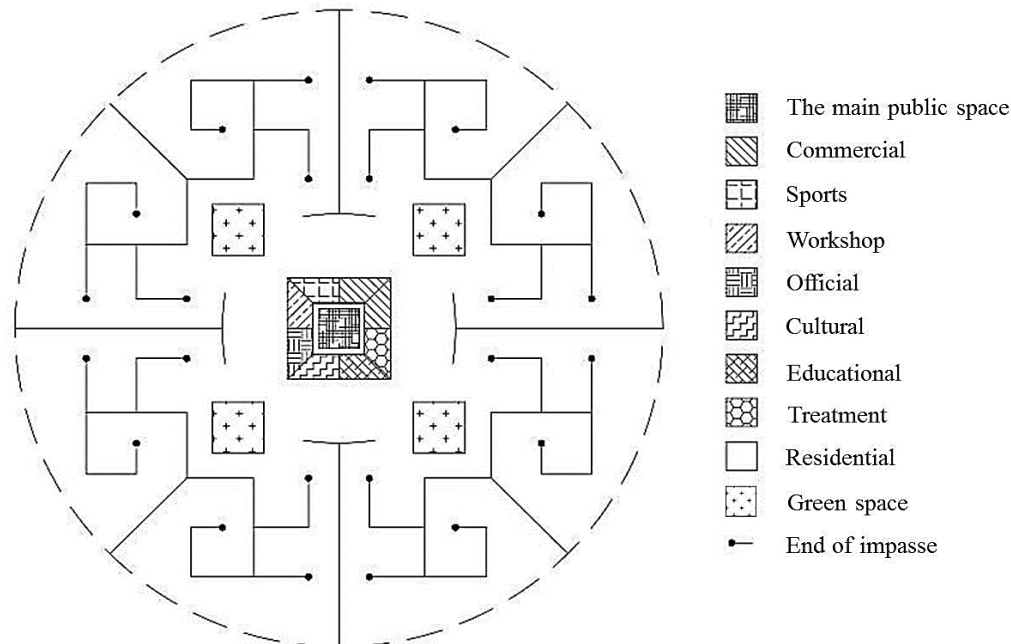 The main public space
Commercial
Sports
Workshop
Official
Cultural
Educational
Treatment
Residential
Green space
End of impasse